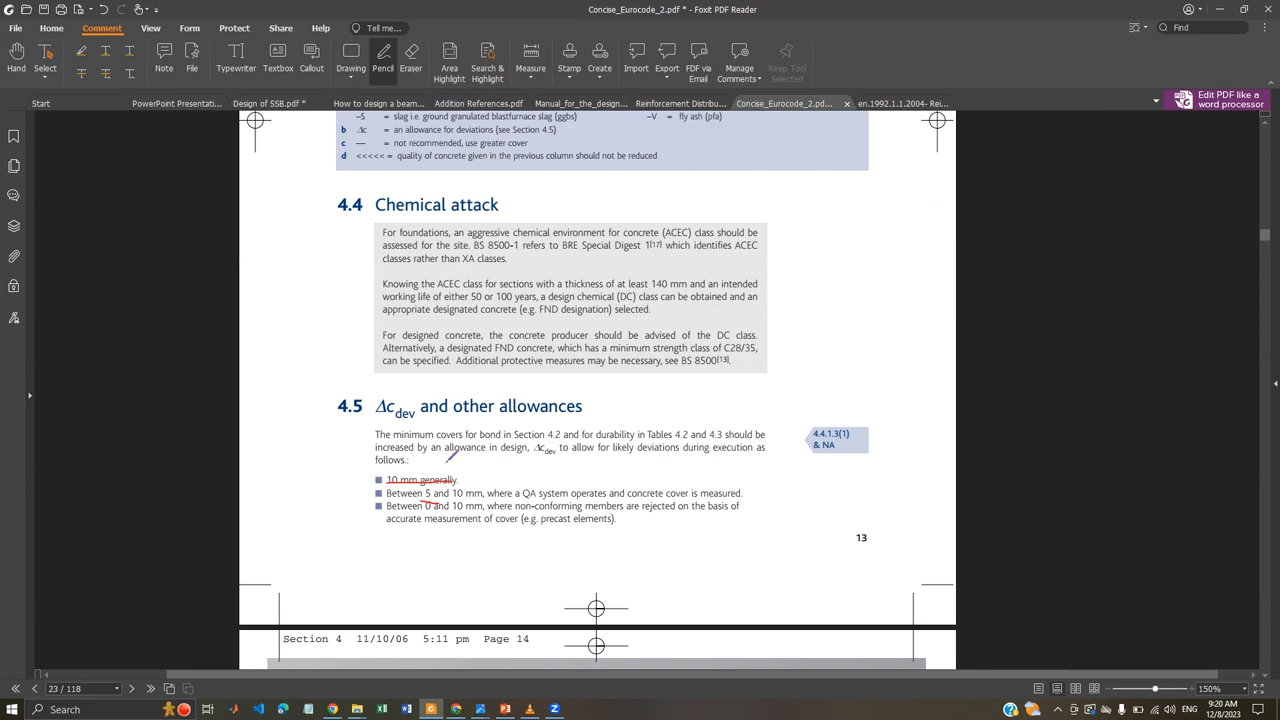 Concise_Eurocode_2.pdf * - Foxit PDF Reader
File Home Comment View Form Protect Share Help Tell me... Find
Hand Select Note File Typewriter Textbox Callout Drawing Pencil Eraser Area Highlight Search & Highlight Measure Stamp Create Import Export FDF via Email Manage Comments Keep Tool Selected
Start PowerPoint Presentati... Design of SSB.pdf * How to design a beam... Addition References.pdf Manual_for_the_design... Reinforcement Distribu... Concise_Eurocode_2.pd... en.1992.1.1.2004- Rei...
Edit PDF like a word processor
–S = slag i.e. ground granulated blastfurnace slag (ggbs) –V = fly ash (pfa)
b Δc = an allowance for deviations (see Section 4.5)
c — = not recommended, use greater cover
d <<<<< = quality of concrete given in the previous column should not be reduced
4.4 Chemical attack
For foundations, an aggressive chemical environment for concrete (ACEC) class should be
assessed for the site. BS 8500-1 refers to BRE Special Digest 1[17] which identifies ACEC
classes rather than XA classes.
Knowing the ACEC class for sections with a thickness of at least 140 mm and an intended
working life of either 50 or 100 years, a design chemical (DC) class can be obtained and an
appropriate designated concrete (e.g. FND designation) selected.
For designed concrete, the concrete producer should be advised of the DC class.
Alternatively, a designated FND concrete, which has a minimum strength class of C28/35,
can be specified. Additional protective measures may be necessary, see BS 8500[13].
4.5 Δcdev and other allowances
The minimum covers for bond in Section 4.2 and for durability in Tables 4.2 and 4.3 should be
increased by an allowance in design, Δcdev to allow for likely deviations during execution as
follows.:
4.4.1.3(1)
& NA
■ 10 mm generally.
■ Between 5 and 10 mm, where a QA system operates and concrete cover is measured.
■ Between 0 and 10 mm, where non-conforming members are rejected on the basis of
accurate measurement of cover (e.g. precast elements).
13
Section 4 11/10/06 5:11 pm Page 14
23 / 118 150%
Search 9:20 AM
12/8/2023